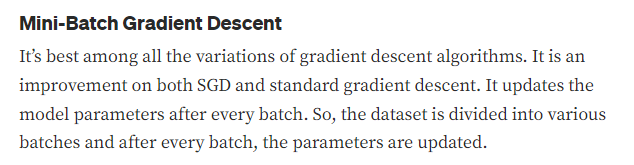 Mini-Batch Gradient Descent
It’s best among all the variations of gradient descent algorithms. It is an
improvement on both SGD and standard gradient descent. It updates the
model parameters after every batch. So, the dataset is divided into various
batches and after every batch, the parameters are updated.